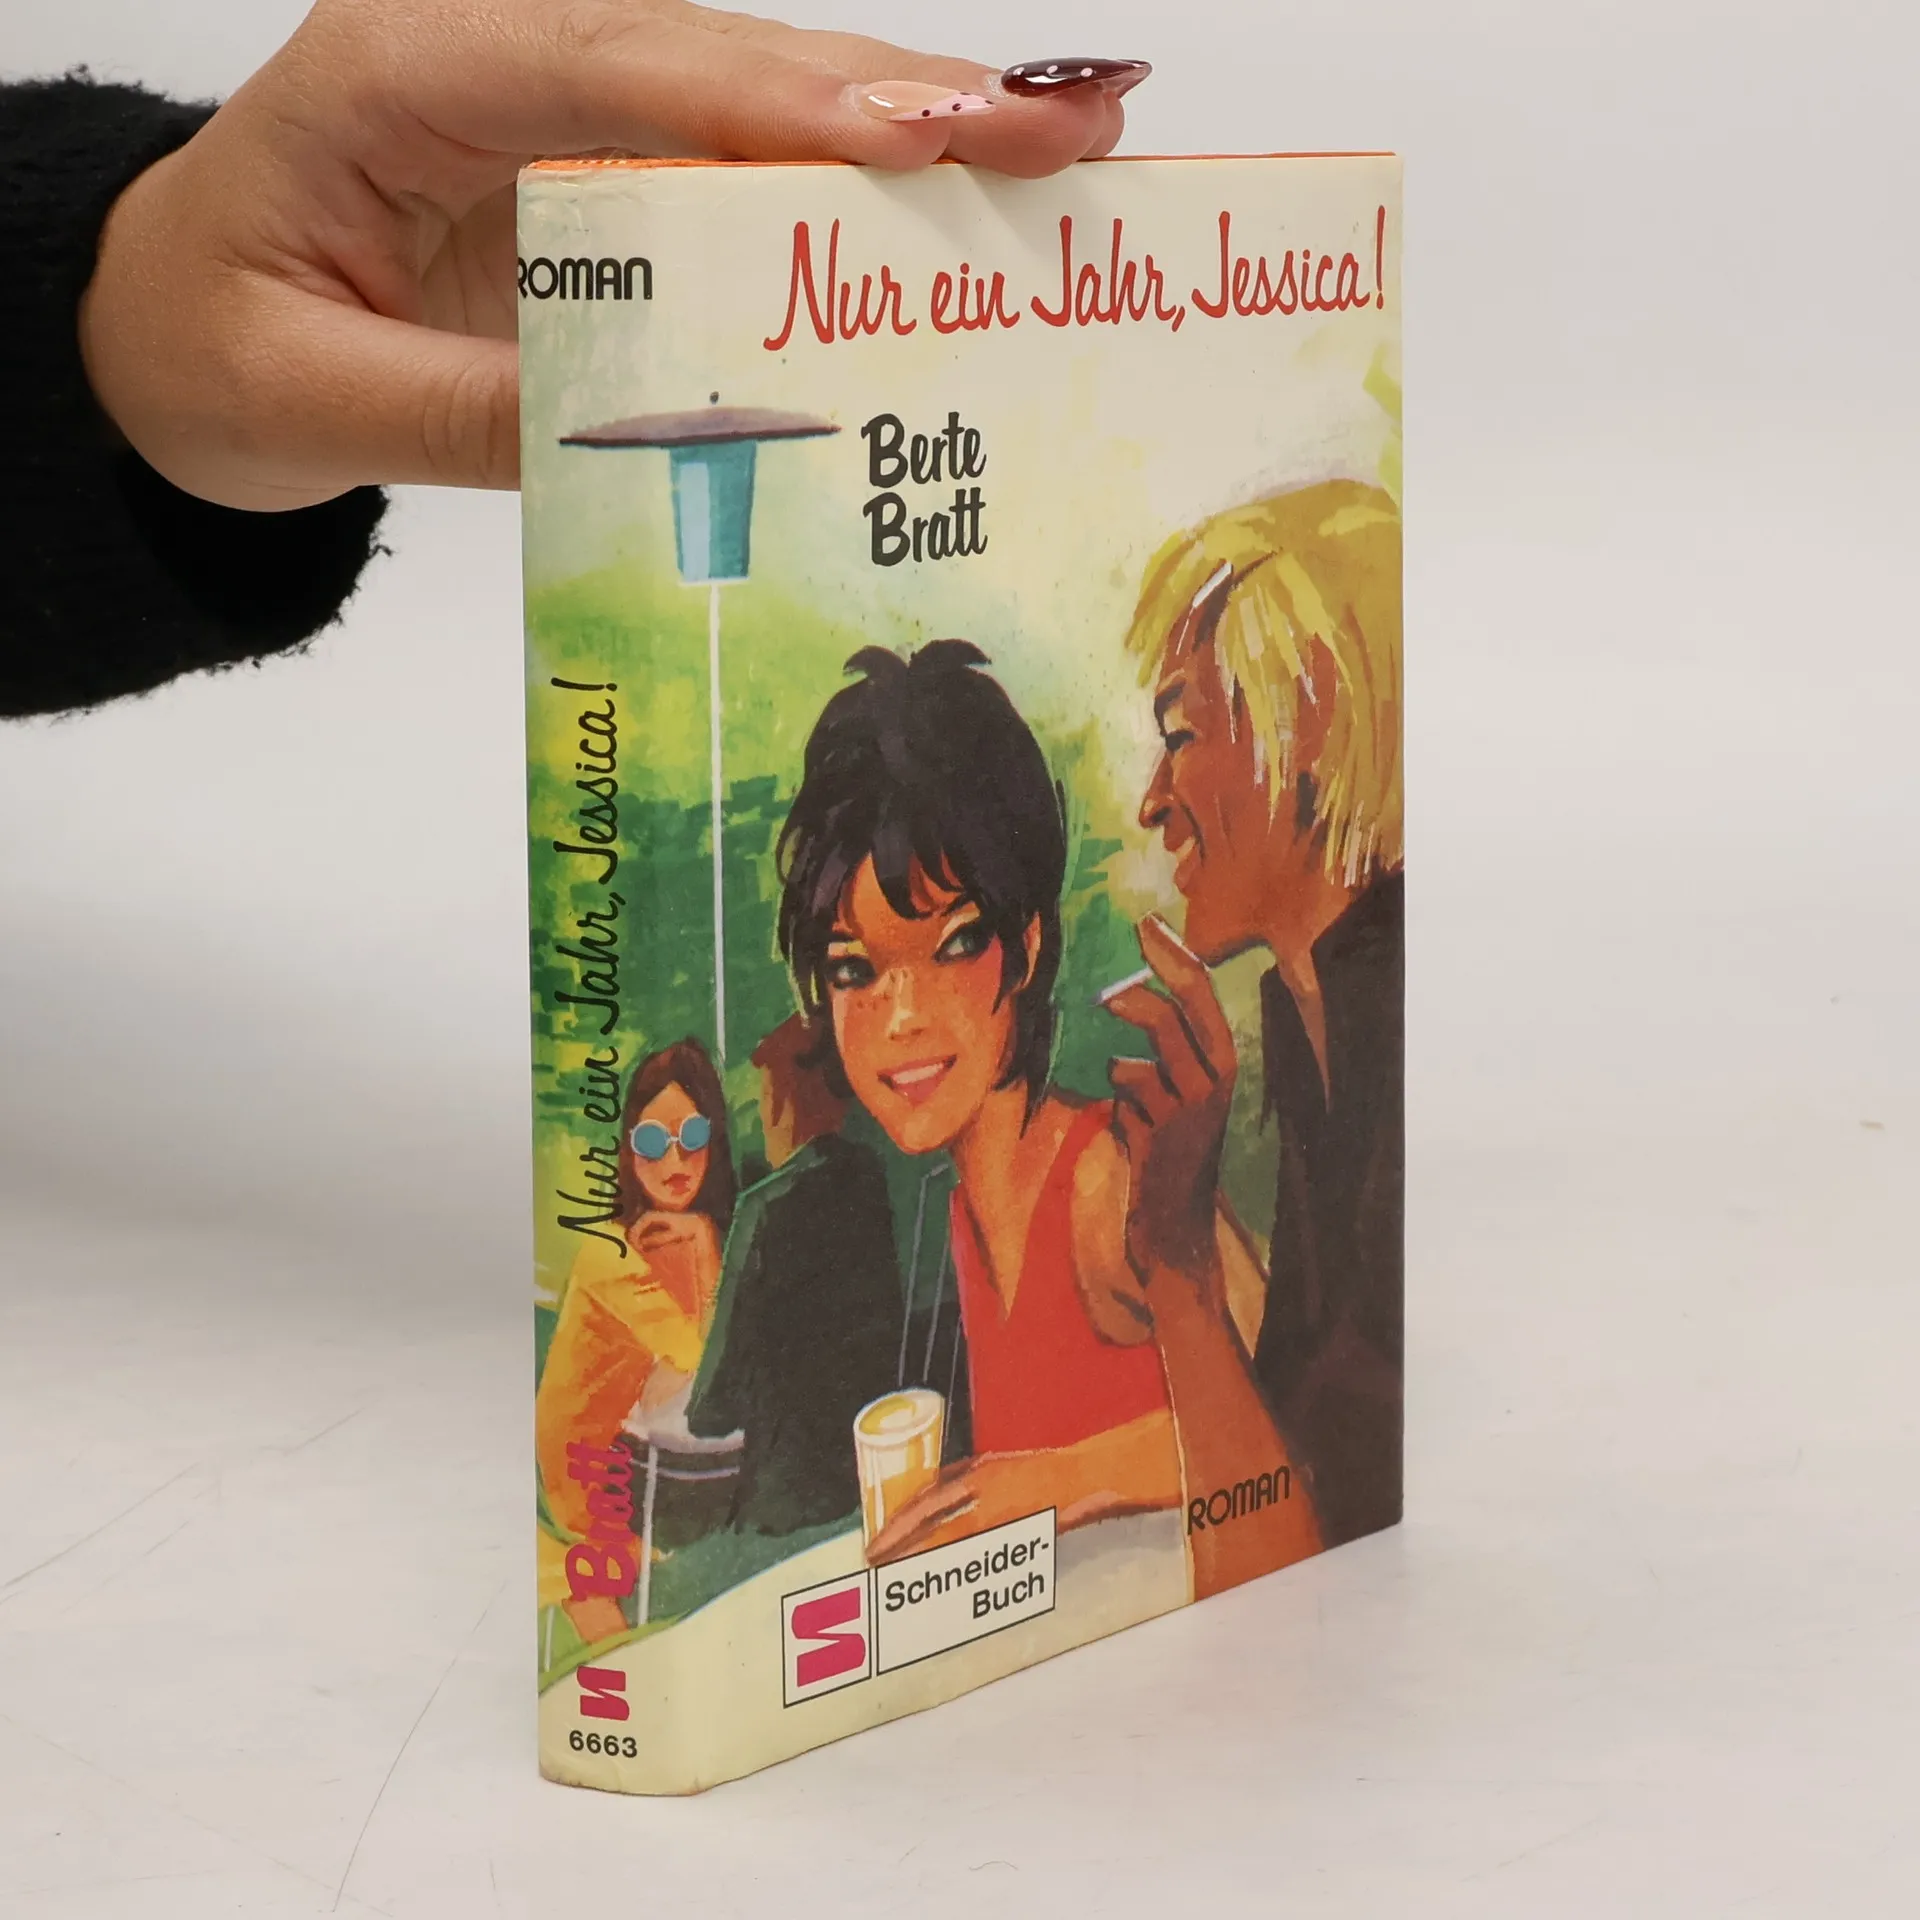 ROMAN
Nur ein Jahr, Jessica!
Bratt
6663
Nur ein Jahr, Jessica!
Berte
Bratt
ROMAN
Schneider-
Buch